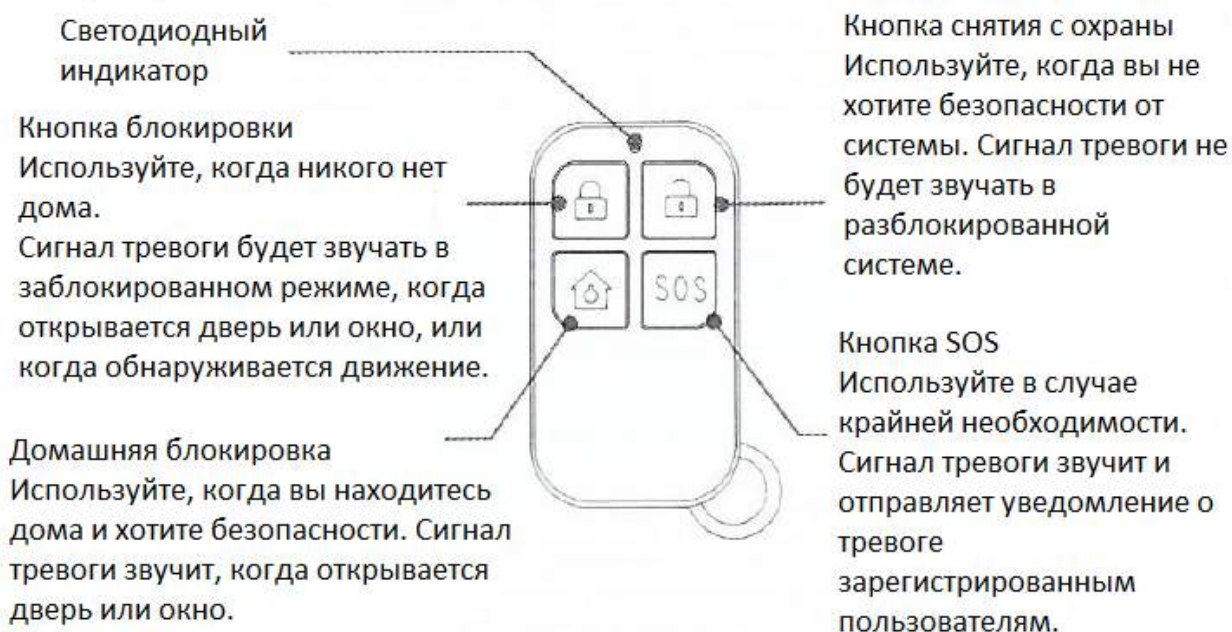 Светодиодный
индикатор
Кнопка блокировки
Используйте, когда никого нет
дома.
Сигнал тревоги будет звучать в
заблокированном режиме, когда
открывается дверь или окно, или
когда обнаруживается движение.
Домашняя блокировка
Используйте, когда вы находитесь
дома и хотите безопасности. Сигнал
тревоги звучит, когда открывается
дверь или окно.
SOS
Кнопка снятия с охраны
Используйте, когда вы не
хотите безопасности от
системы. Сигнал тревоги не
будет звучать в
разблокированной
системе.
Кнопка SOS
Используйте в случае
крайней необходимости.
Сигнал тревоги звучит и
отправляет уведомление о
тревоге
зарегистрированным
пользователям.